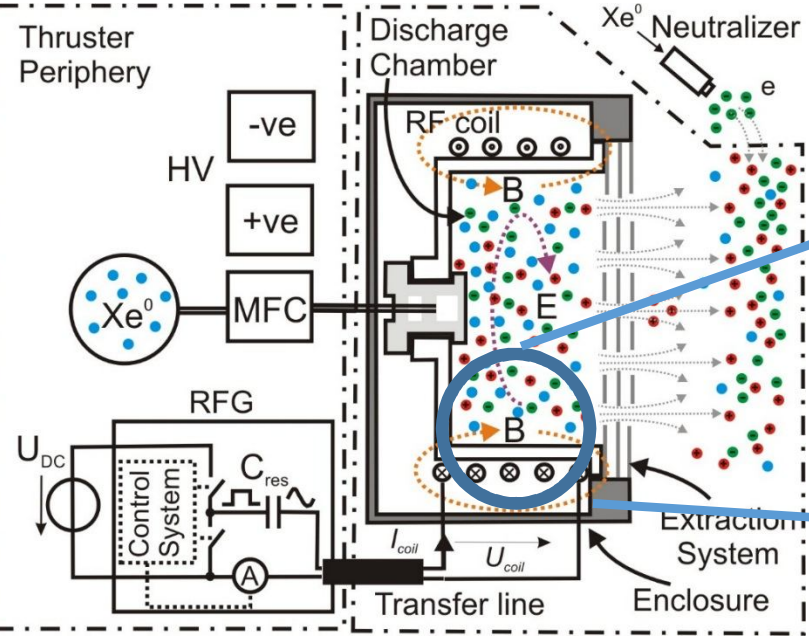 Thruster
Periphery
-ve
HV
+ve
Xe⁰
MFC
RFG
U_DC
Control
System
C_res
A
Discharge
Chamber
RF coil
B
E
B
I_coil
U_coil
Transfer line
Xe⁰
Neutralizer
e
Extraction
System
Enclosure